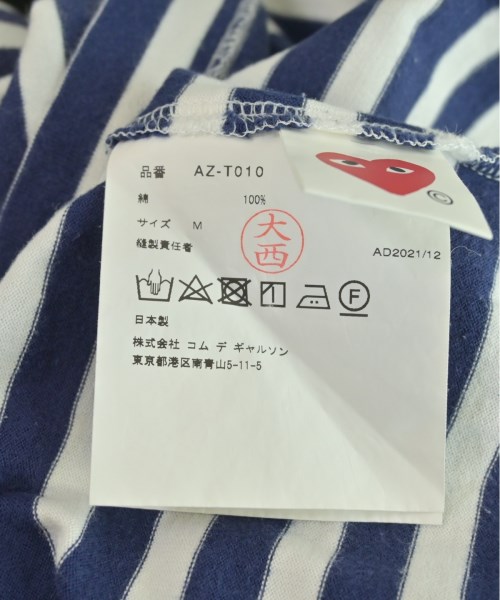 品番 AZ-T010
綿 100%
サイズ M
縫製責任者 大西
AD2021/12
日本製
株式会社 コム デ ギャルソン
東京都港区南青山5-11-5
©
F